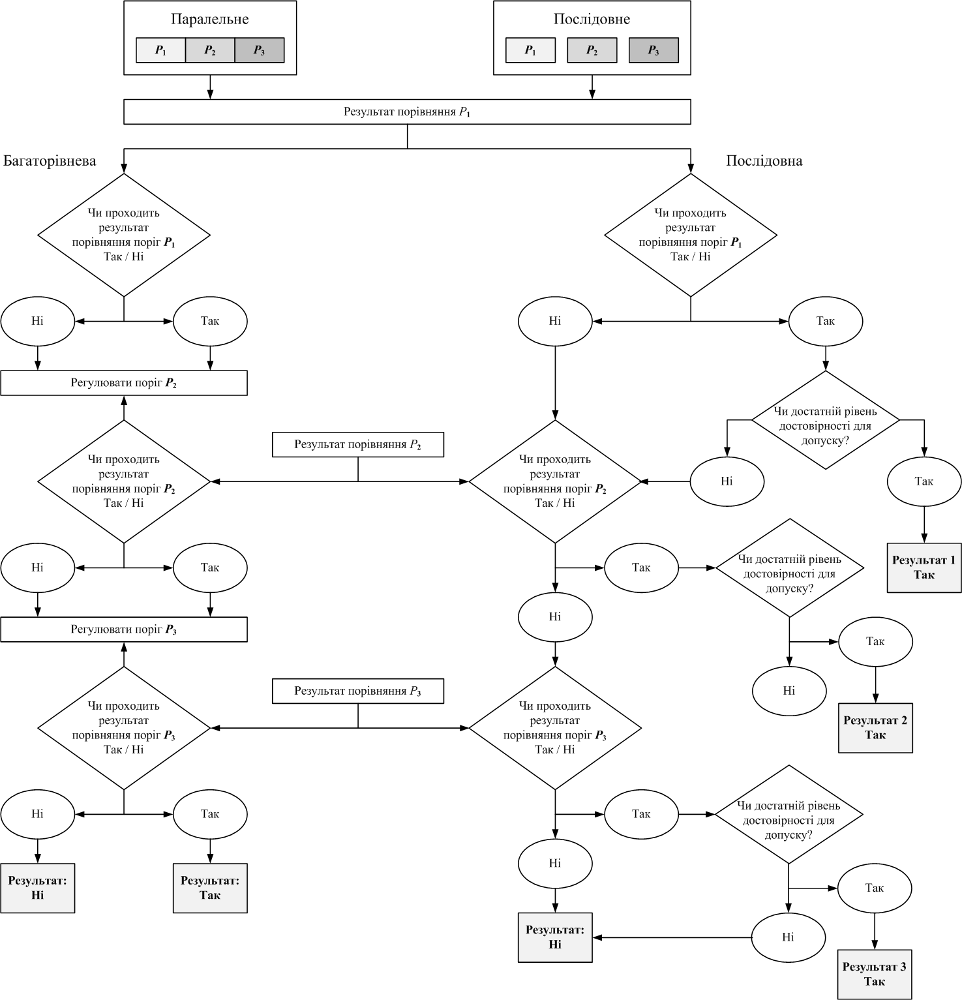 Паралельне
P1 P2 P3
Послідовне
P1 P2 P3
Результат порівняння P1
Багаторівнева
Послідовна
Чи проходить
результат
порівняння поріг P1
Так / Ні
Чи проходить
результат
порівняння поріг P1
Так / Ні
Ні
Так
Ні
Так
Регулювати поріг P2
Чи достатній рівень
достовірності для
допуску?
Результат порівняння P2
Чи проходить
результат
порівняння поріг P2
Так / Ні
Чи проходить
результат
порівняння поріг P2
Так / Ні
Ні
Так
Ні
Так
Так
Чи достатній рівень
достовірності для
допуску?
Результат 1
Так
Ні
Регулювати поріг P3
Так
Ні
Результат порівняння P3
Чи проходить
результат
порівняння поріг P3
Так / Ні
Чи проходить
результат
порівняння поріг P3
Так / Ні
Результат 2
Так
Ні
Так
Так
Чи достатній рівень
достовірності для
допуску?
Ні
Результат:
Ні
Результат:
Так
Так
Результат:
Ні
Ні
Результат 3
Так